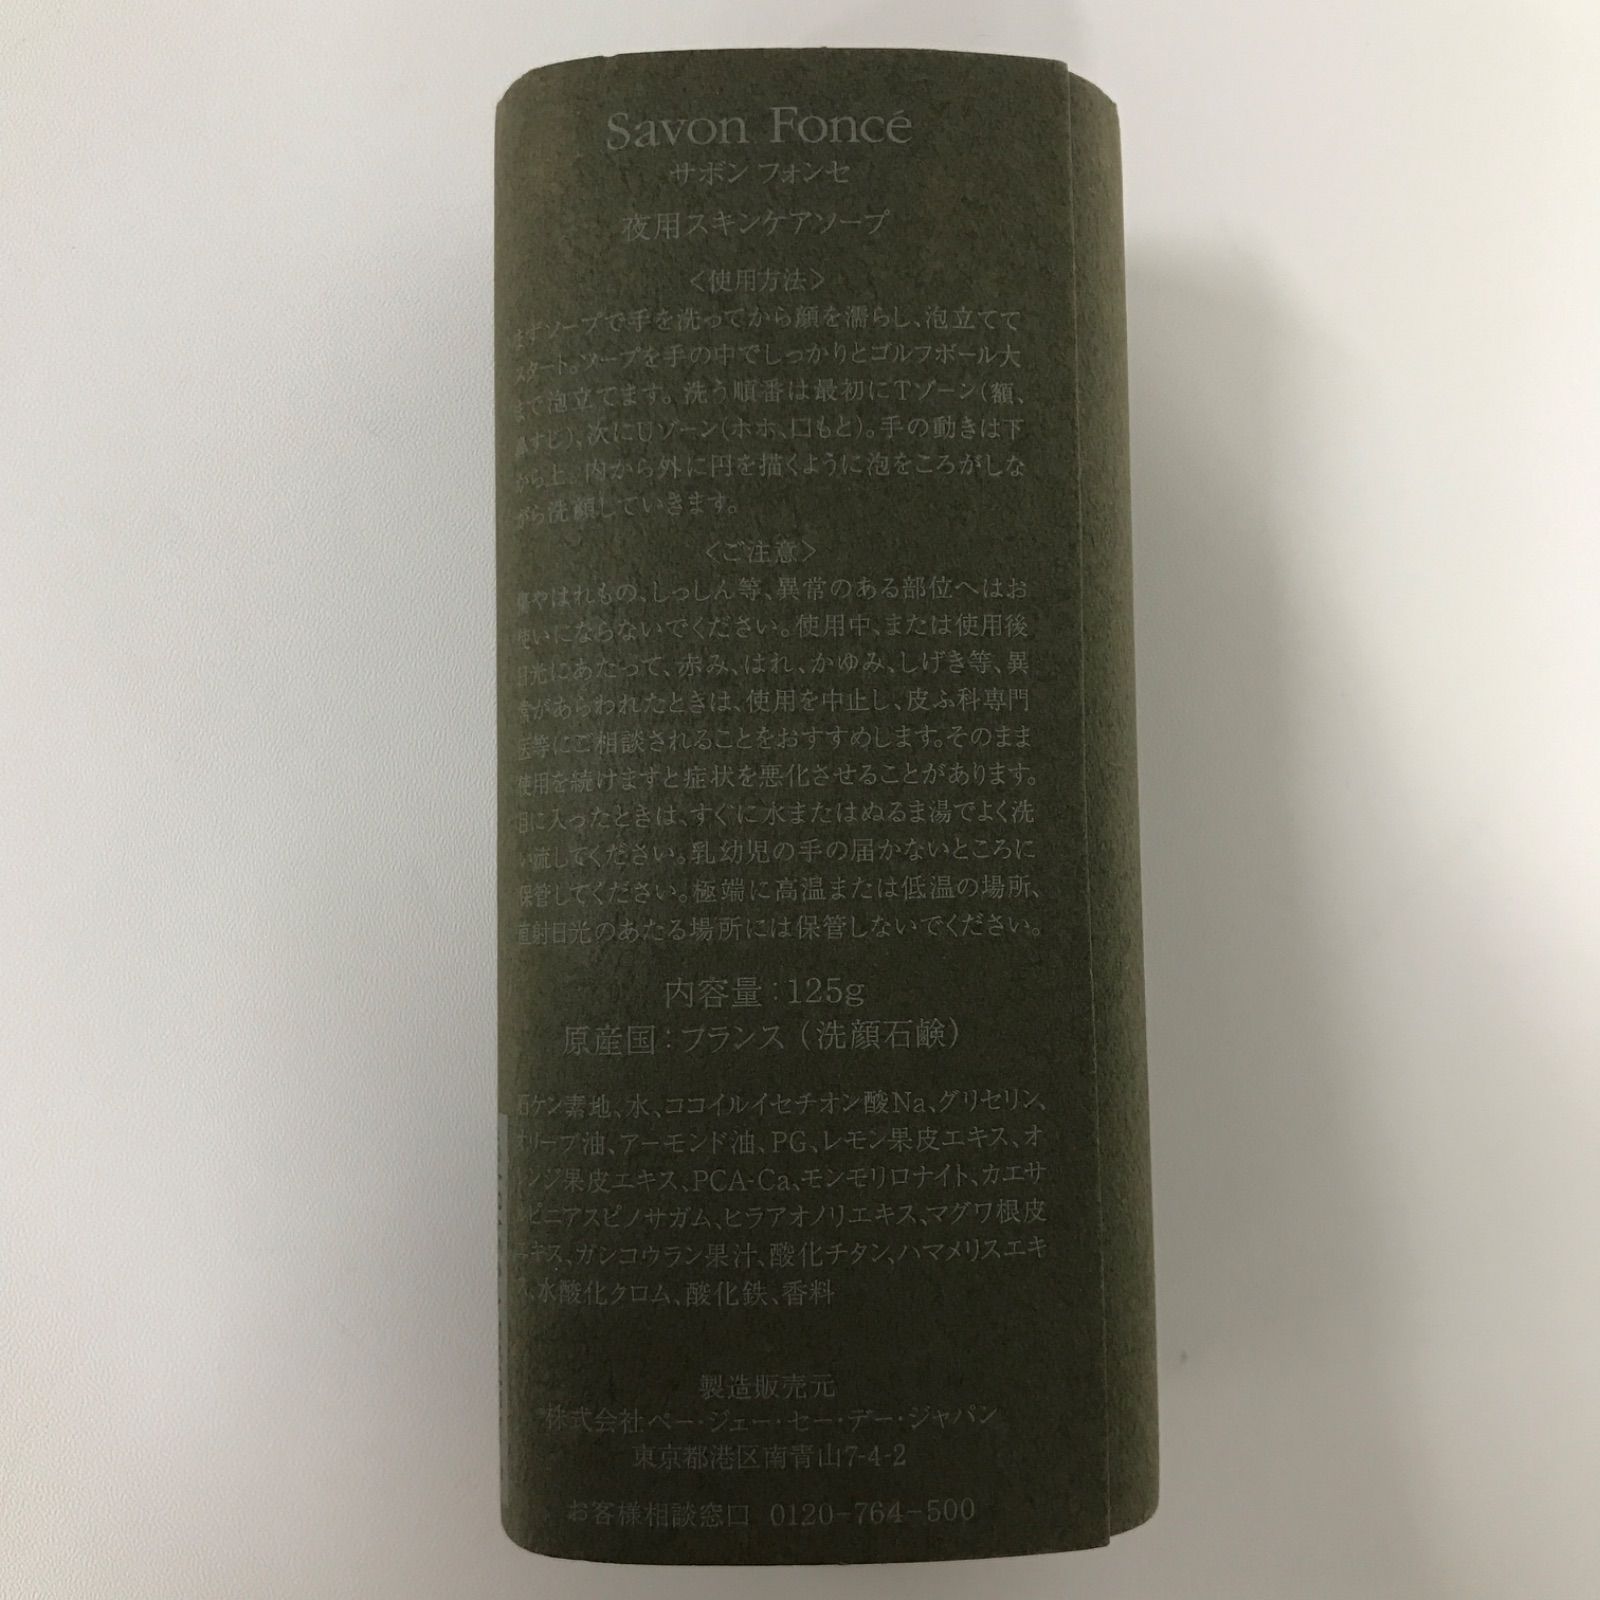 Savon Foncé
サボン フォンセ
夜用スキンケアソープ
〈使用方法〉
まずソープで手を洗ってから顔を濡らし、泡立てて
スタート。ソープを手の中でしっかりとゴルフボール大
まで泡立てます。洗う順番は最初にTゾーン(額、
鼻すじ)、次にUゾーン(ホホ、口もと)。手の動きは下
から上。内から外に円を描くように泡をころがしな
がら洗顔していきます。
〈ご注意〉
傷やはれもの、しっしん等、異常のある部位へはお
使いにならないでください。使用中、または使用後
日光にあたって、赤み、はれ、かゆみ、しげき等、異
常があらわれたときは、使用を中止し、皮ふ科専門
医等にご相談されることをおすすめします。そのまま
使用を続けますと症状を悪化させることがあります。
目に入ったときは、すぐに水またはぬるま湯でよく洗
い流してください。乳幼児の手の届かないところに
保管してください。極端に高温または低温の場所、
直射日光のあたる場所には保管しないでください。
内容量：125g
原産国：フランス（洗顔石鹸）
石ケン素地、水、ココイルイセチオン酸Na、グリセリン、
オリーブ油、アーモンド油、PG、レモン果皮エキス、オ
レンジ果皮エキス、PCA-Ca、モンモリロナイト、カエサ
ルピニアスピノサガム、ヒラアオノリエキス、マグワ根皮
エキス、ガンコウラン果汁、酸化チタン、ハマメリスエキ
ス、水酸化クロム、酸化鉄、香料
製造販売元
株式会社ペー・ジェー・セー・デー・ジャパン
東京都港区南青山7-4-2
お客様相談窓口 0120-764-500